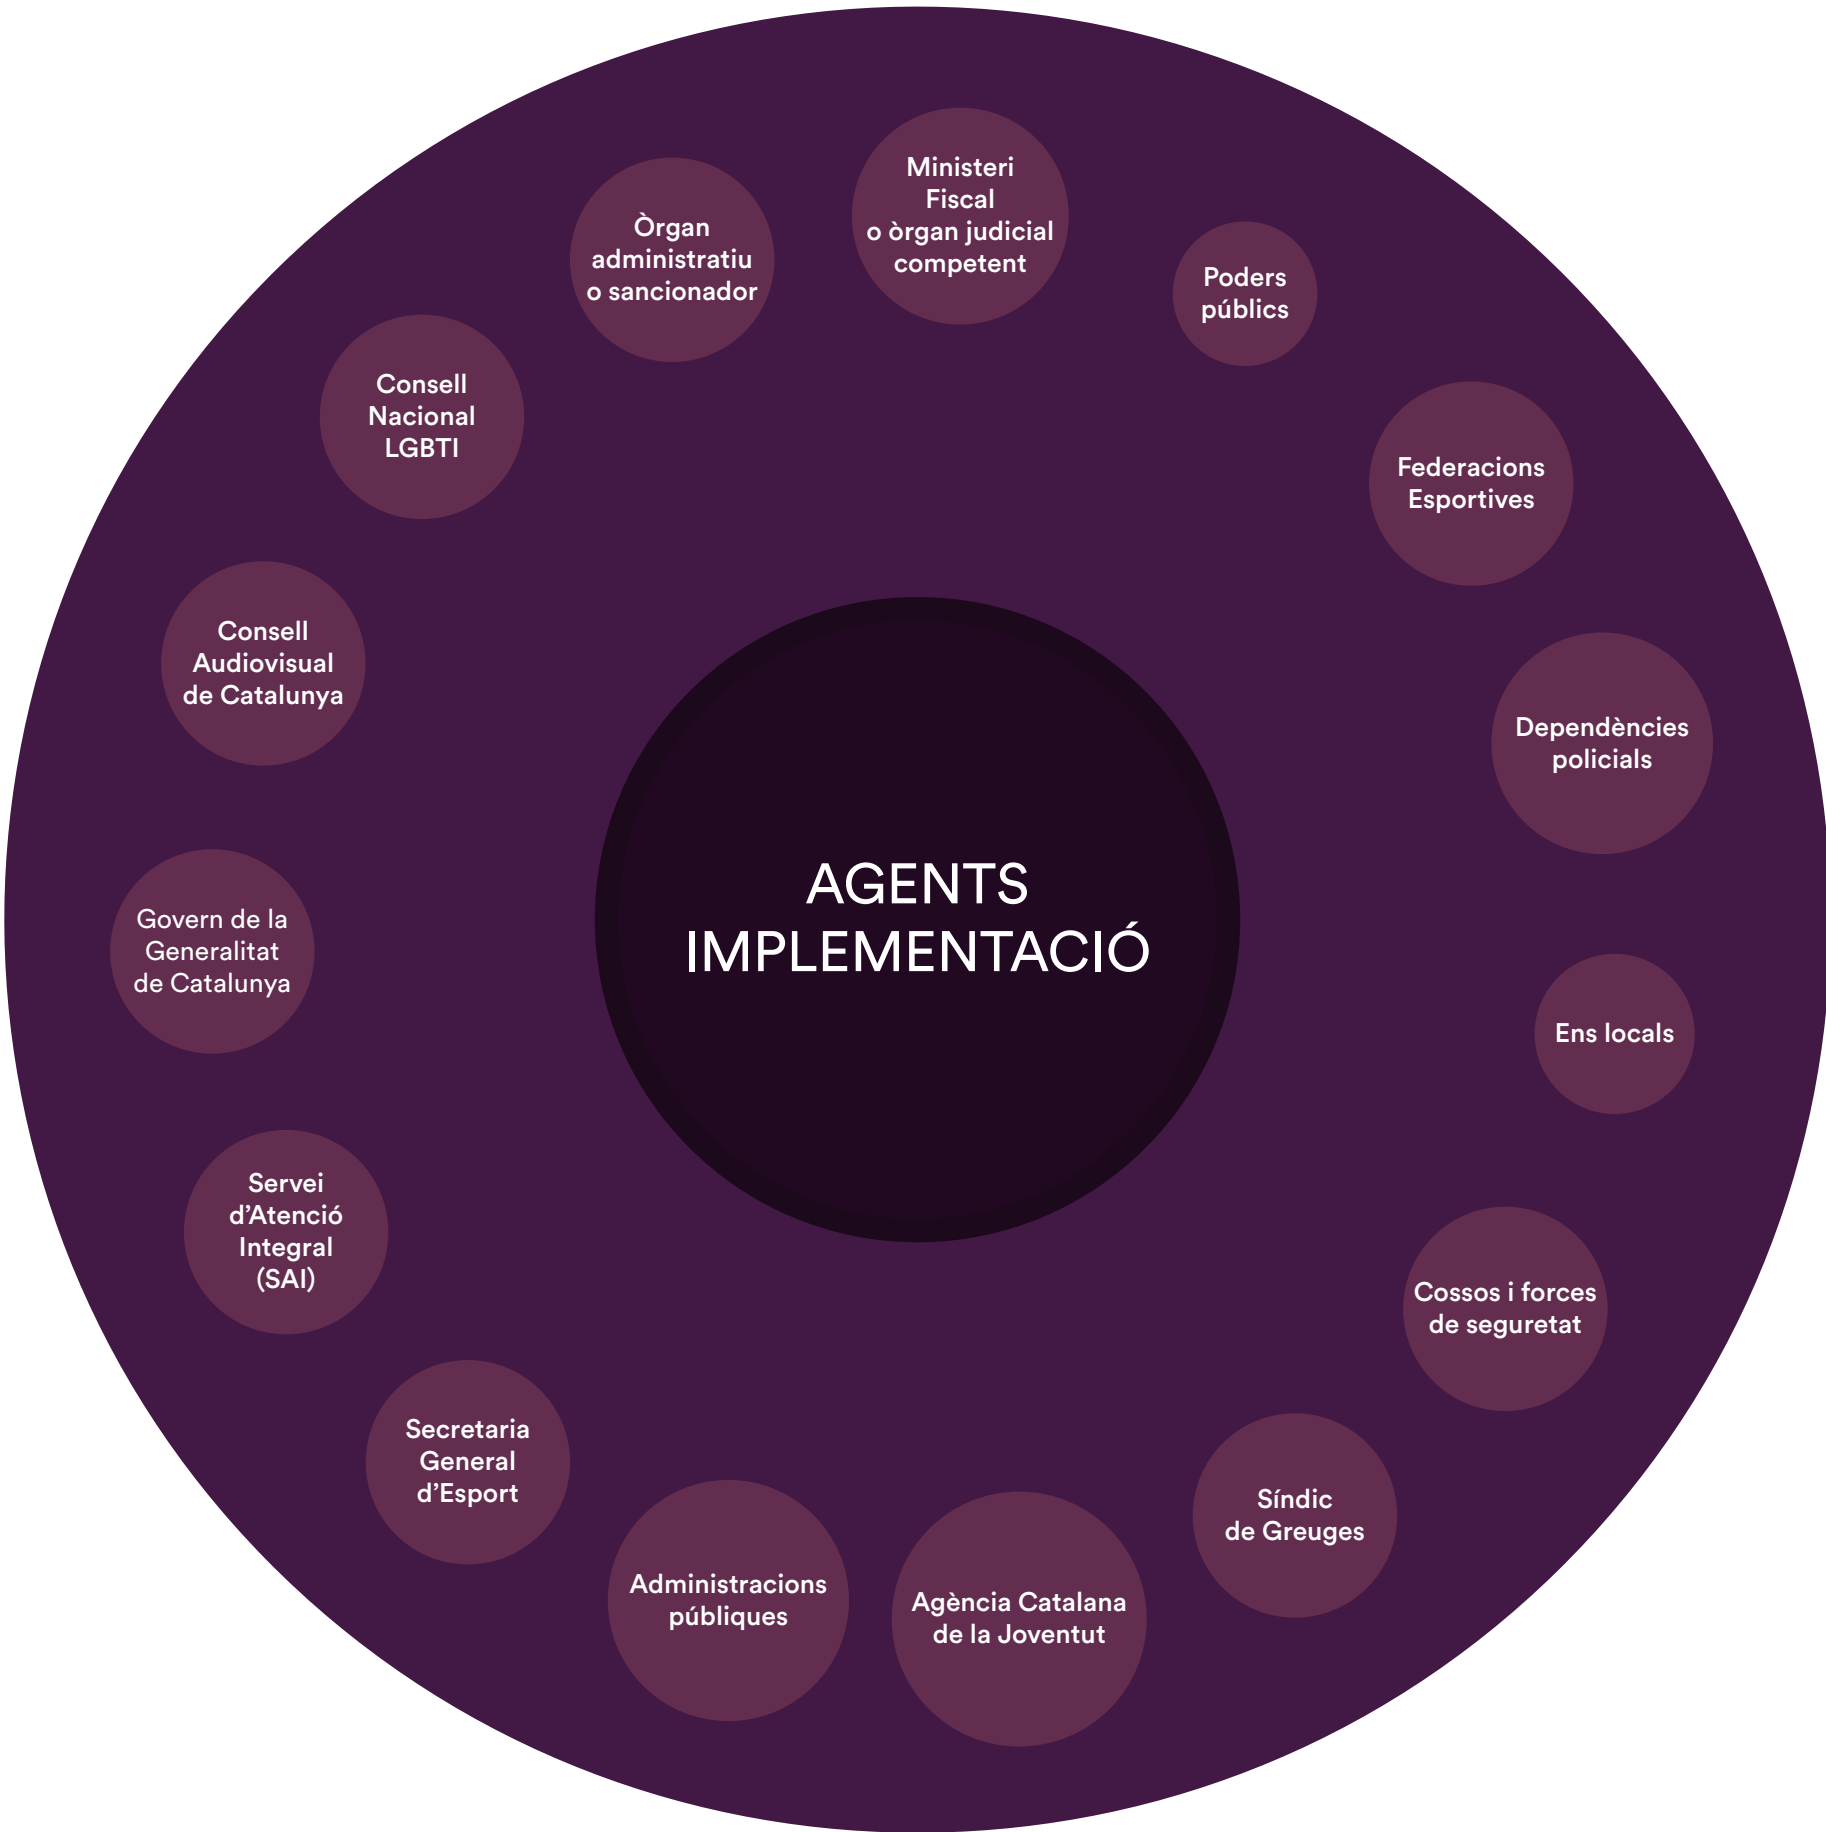 Ministeri
Fiscal
o òrgan judicial
competent
Poders
públics
Federacions
Esportives
Dependències
policials
Ens locals
Cossos i forces
de seguretat
Síndic
de Greuges
Agència Catalana
de la Joventut
Administracions
públiques
Secretaria
General
d’Esport
Servei
d’Atenció
Integral
(SAI)
Govern de la
Generalitat
de Catalunya
Consell
Audiovisual
de Catalunya
Consell
Nacional
LGBTI
Òrgan
administratiu
o sancionador
AGENTS
IMPLEMENTACIÓ